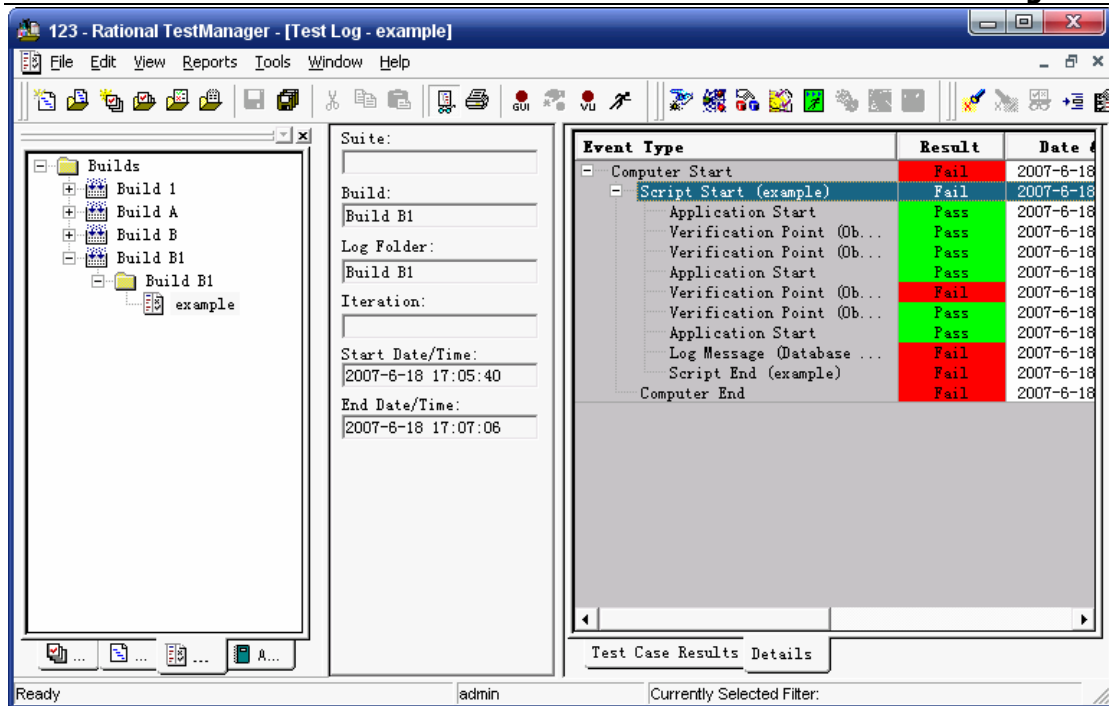 123 - Rational TestManager - [Test Log - example]
File Edit View Reports Tools Window Help
GUI VU
Builds
Build 1
Build A
Build B
Build B1
Build B1
example
... ... ... A...
Suite:
Build:
Build B1
Log Folder:
Build B1
Iteration:
Start Date/Time:
2007-6-18 17:05:40
End Date/Time:
2007-6-18 17:07:06
Event Type Result Date
Computer Start Fail 2007-6-18
Script Start (example) Fail 2007-6-18
Application Start Pass 2007-6-18
Verification Point (Ob... Pass 2007-6-18
Verification Point (Ob... Pass 2007-6-18
Application Start Pass 2007-6-18
Verification Point (Ob... Fail 2007-6-18
Verification Point (Ob... Pass 2007-6-18
Application Start Pass 2007-6-18
Log Message (Database ... Fail 2007-6-18
Script End (example) Fail 2007-6-18
Computer End Fail 2007-6-18
Test Case Results Details
Ready admin Currently Selected Filter: